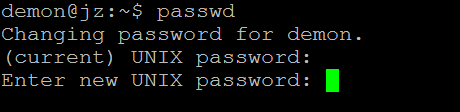 demon@jz:~$ passwd
Changing password for demon.
(current) UNIX password:
Enter new UNIX password: